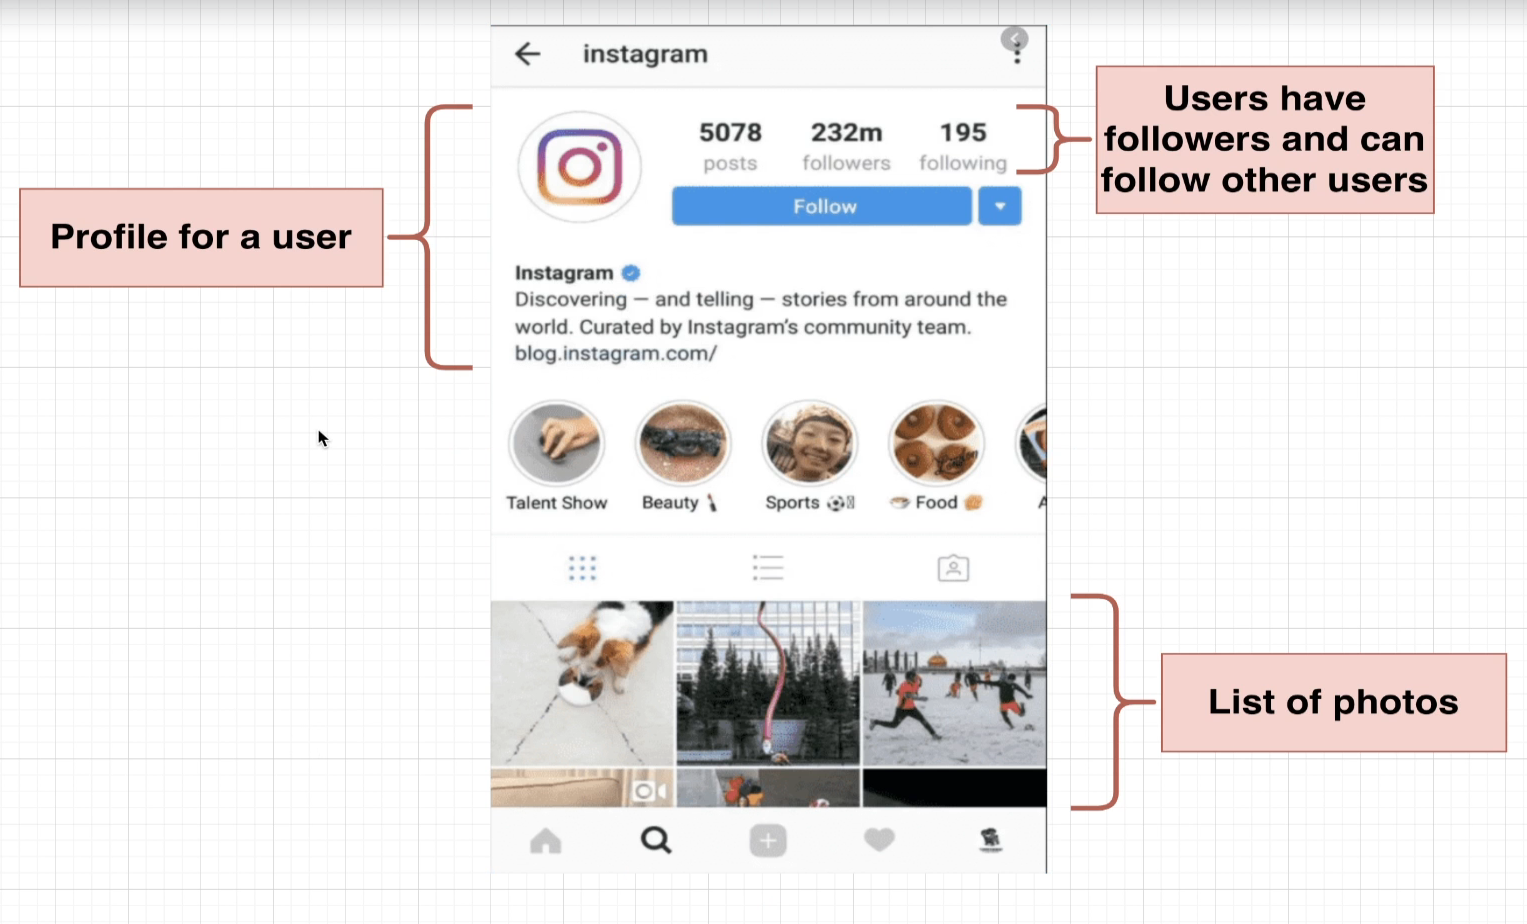 instagram
Users have
followers and can
follow other users
5078
232m
195
posts
followers
following
Follow
Profile for a user
Instagram
Discovering — and telling — stories from around the
world. Curated by Instagram's community team.
blog.instagram.com/
Talent Show
Beauty
Sports
Food
A
List of photos